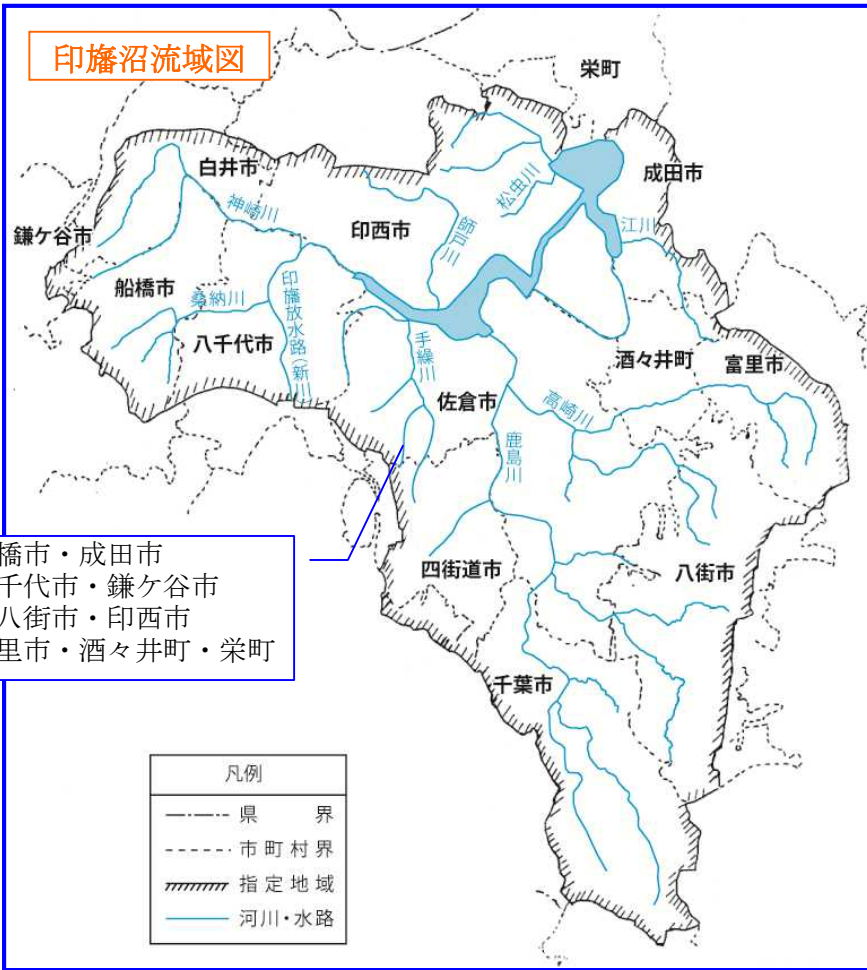 印旛沼流域図
栄町
白井市
成田市
松虫川
神崎川
師戸川
印西市
江川
鎌ケ谷市
船橋市
桑納川
印旛放水路(新川
八千代市
手繰川
酒々井町
富里市
佐倉市
高崎川
鹿島川
橋市・成田市
千代市・鎌ケ谷市
八街市・印西市
里市・酒々井町・栄町
四街道市
八街市
千葉市
凡例
県界
市町村界
指定地域
河川・水路